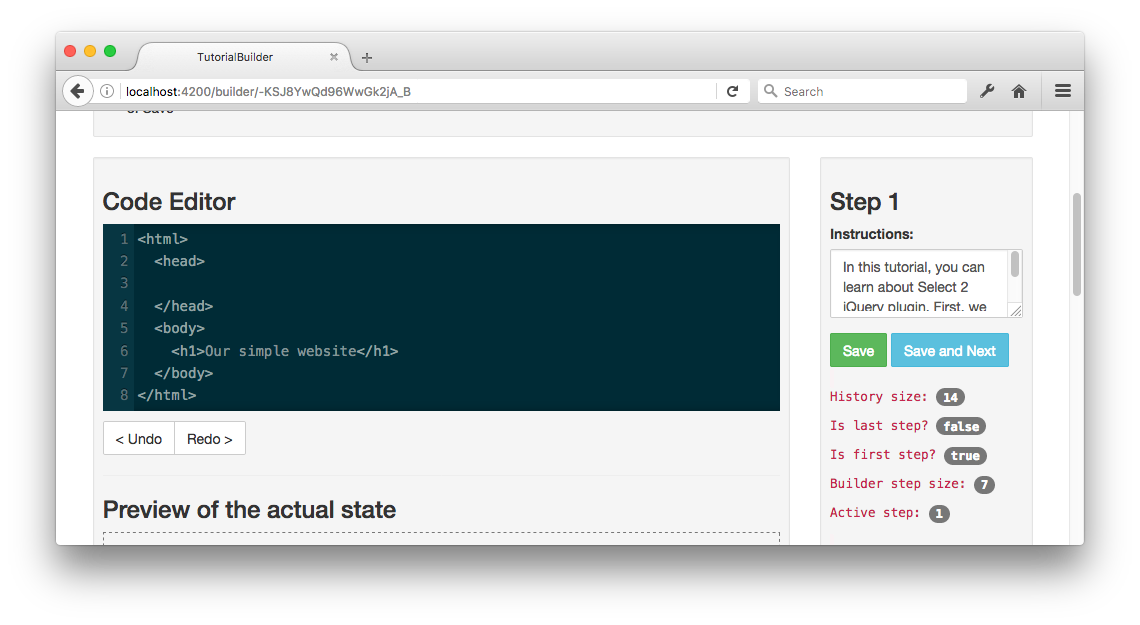 TutorialBuilder
localhost:4200/builder/-KSJ8YwQd96WwGk2jA_B
Search
or Save
Code Editor
1 <html>
2   <head>
3
4   </head>
5   <body>
6     <h1>Our simple website</h1>
7   </body>
8 </html>
< Undo
Redo >
Preview of the actual state
Step 1
Instructions:
In this tutorial, you can
learn about Select 2
jQuery plugin. First, we
Save
Save and Next
History size: 14
Is last step? false
Is first step? true
Builder step size: 7
Active step: 1